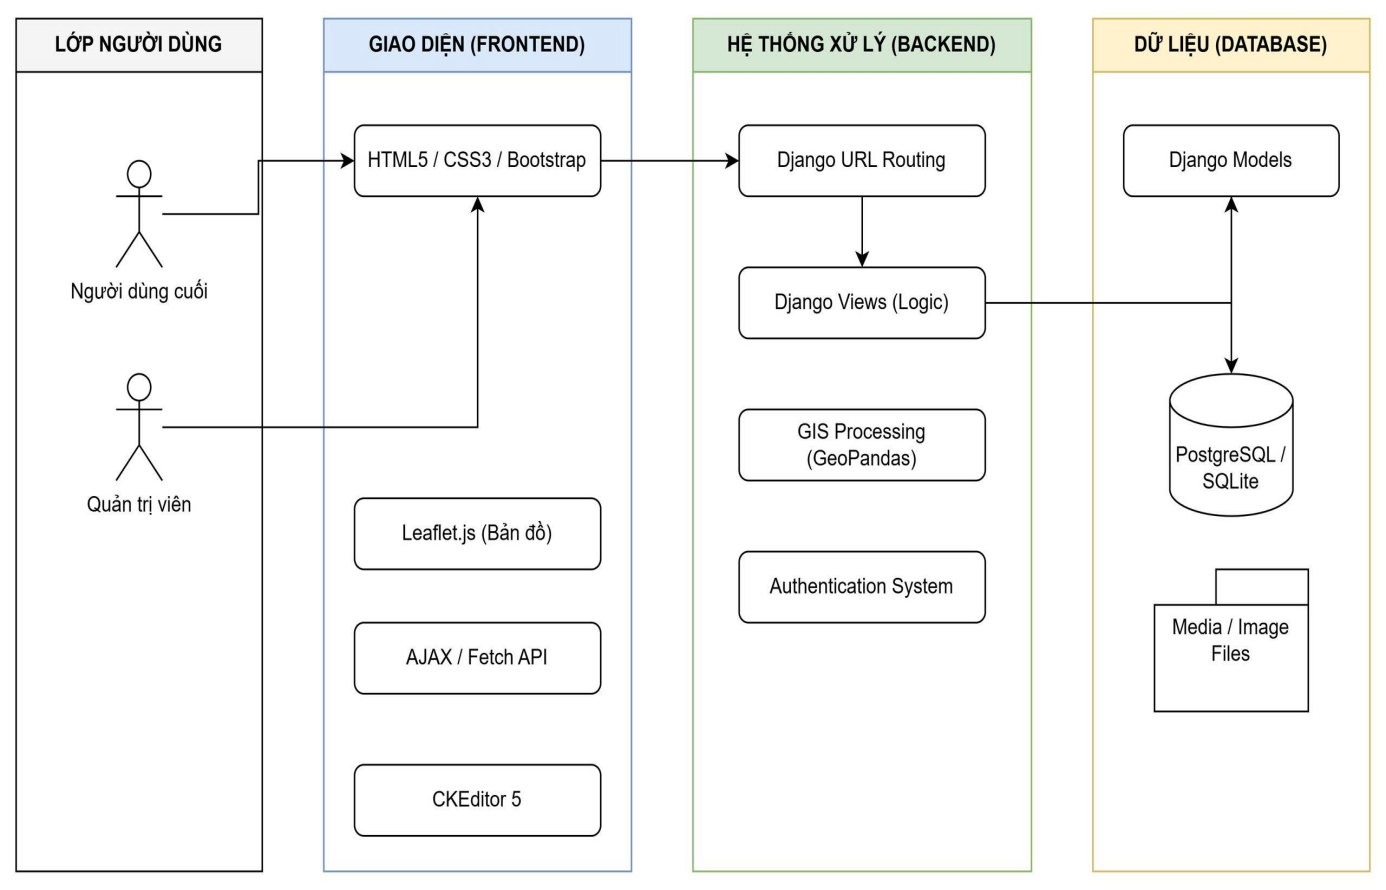 LỚP NGƯỜI DÙNG
Người dùng cuối
Quản trị viên
GIAO DIỆN (FRONTEND)
HTML5 / CSS3 / Bootstrap
Leaflet.js (Bản đồ)
AJAX / Fetch API
CKEditor 5
HỆ THỐNG XỬ LÝ (BACKEND)
Django URL Routing
Django Views (Logic)
GIS Processing
(GeoPandas)
Authentication System
DỮ LIỆU (DATABASE)
Django Models
PostgreSQL /
SQLite
Media / Image
Files